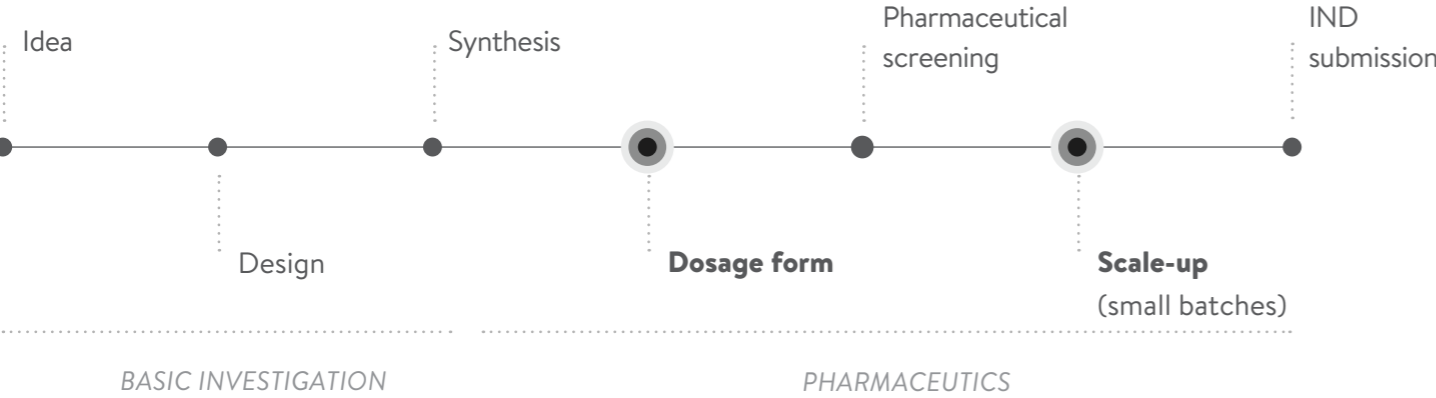 Idea
Synthesis
Pharmaceutical
screening
IND
submission
Design
Dosage form
Scale-up
(small batches)
BASIC INVESTIGATION
PHARMACEUTICS